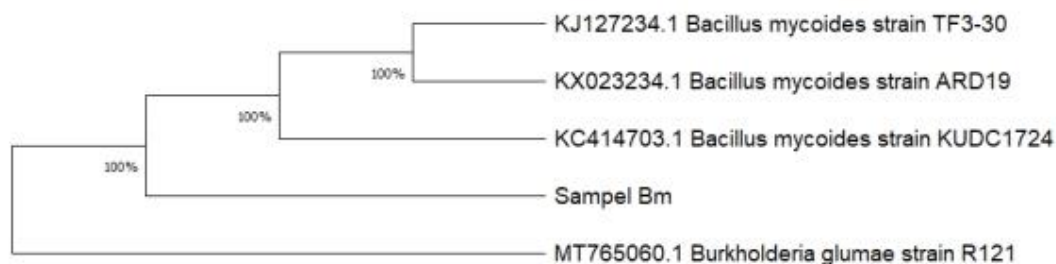 KJ127234.1 Bacillus mycoides strain TF3-30
100%
KX023234.1 Bacillus mycoides strain ARD19
100%
KC414703.1 Bacillus mycoides strain KUDC1724
100%
Sampel Bm
MT765060.1 Burkholderia glumae strain R121